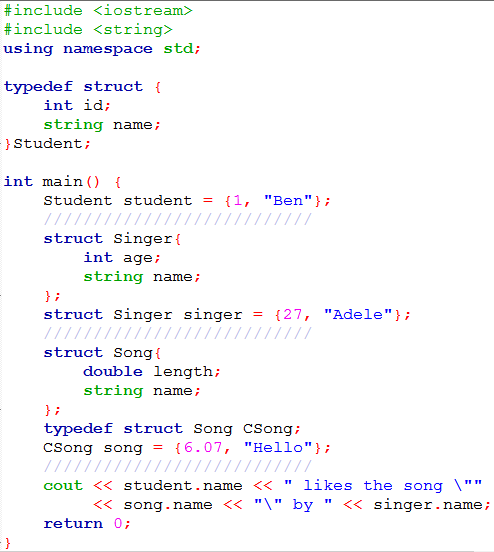 #include <iostream>
#include <string>
using namespace std;

typedef struct {
    int id;
    string name;
}Student;

int main() {
    Student student = {1, "Ben"};
    ///////////////////////////
    struct Singer{
        int age;
        string name;
    };
    struct Singer singer = {27, "Adele"};
    ///////////////////////////
    struct Song{
        double length;
        string name;
    };
    typedef struct Song CSong;
    CSong song = {6.07, "Hello"};
    ///////////////////////////
    cout << student.name << " likes the song \""
         << song.name << "\" by " << singer.name;
    return 0;
}